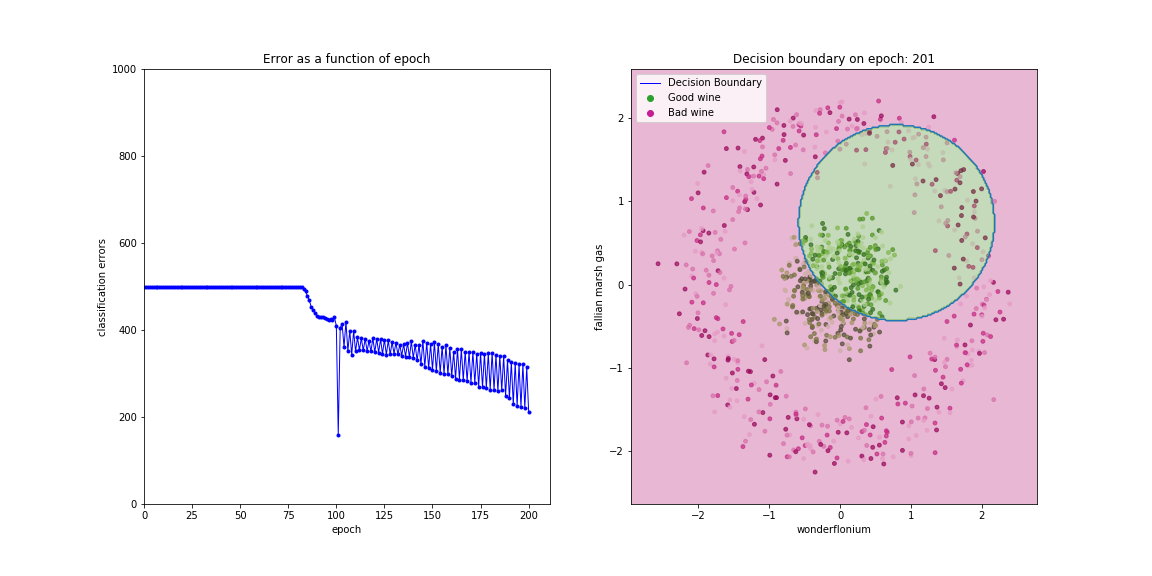 Error as a function of epoch
1000
800
600
400
200
0
classification errors
0 25 50 75 100 125 150 175 200
epoch
Decision boundary on epoch: 201
Decision Boundary
Good wine
Bad wine
2
1
0
−1
−2
fallian marsh gas
−2 −1 0 1 2
wonderflonium